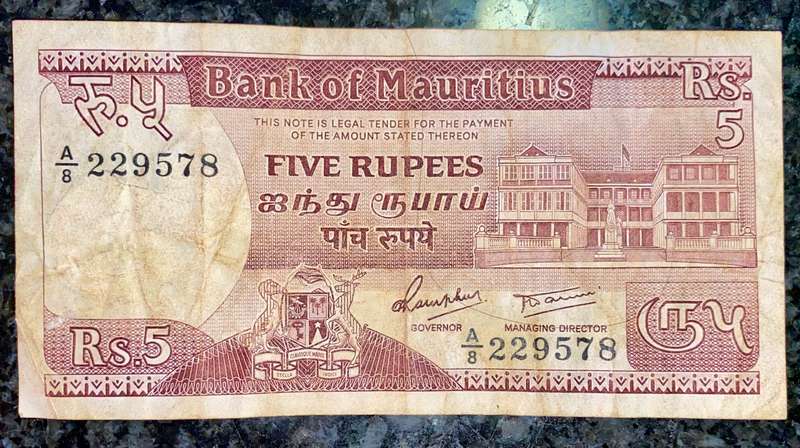 Bank of Mauritius
Rs.
5
रु. ५
THIS NOTE IS LEGAL TENDER FOR THE PAYMENT
OF THE AMOUNT STATED THEREON
A/8 229578
FIVE RUPEES
ஐந்து ரூபாய்
पाँच रुपये
GOVERNOR
MANAGING DIRECTOR
A/8 229578
Rs.5